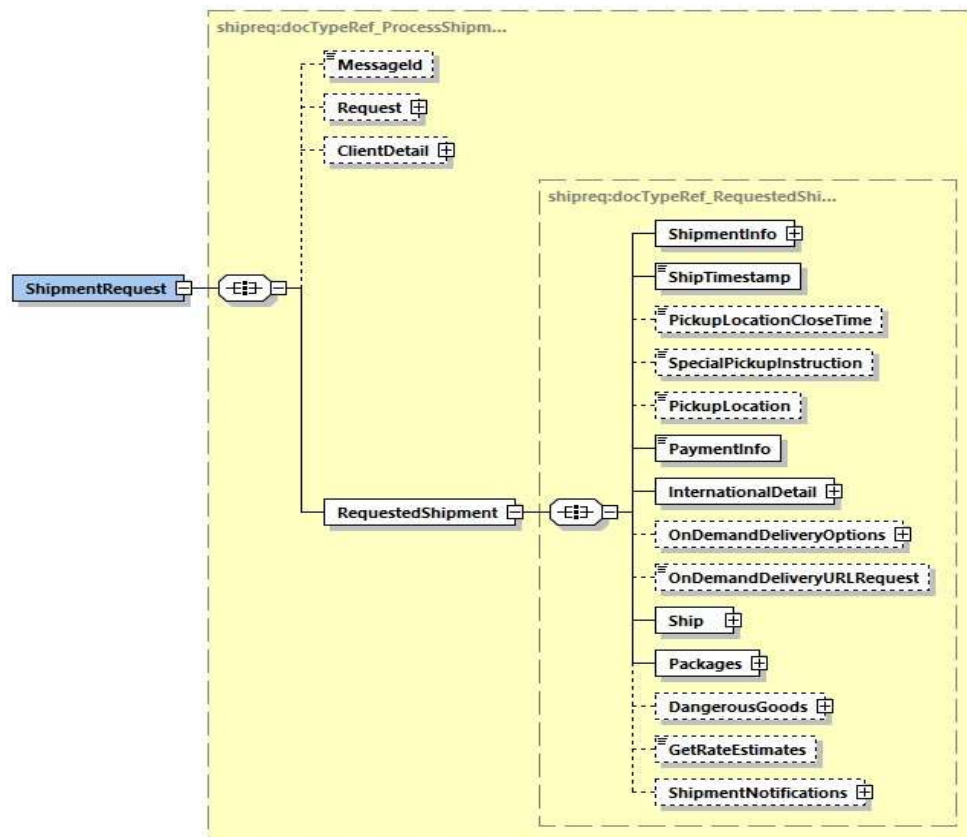 shipreq:docTypeRef_ProcessShipm...
MessageId
Request
ClientDetail
shipreq:docTypeRef_RequestedShi...
ShipmentInfo
ShipmentRequest
ShipTimestamp
PickupLocationCloseTime
SpecialPickupInstruction
PickupLocation
PaymentInfo
InternationalDetail
RequestedShipment
OnDemandDeliveryOptions
OnDemandDeliveryURLRequest
Ship
Packages
DangerousGoods
GetRateEstimates
ShipmentNotifications